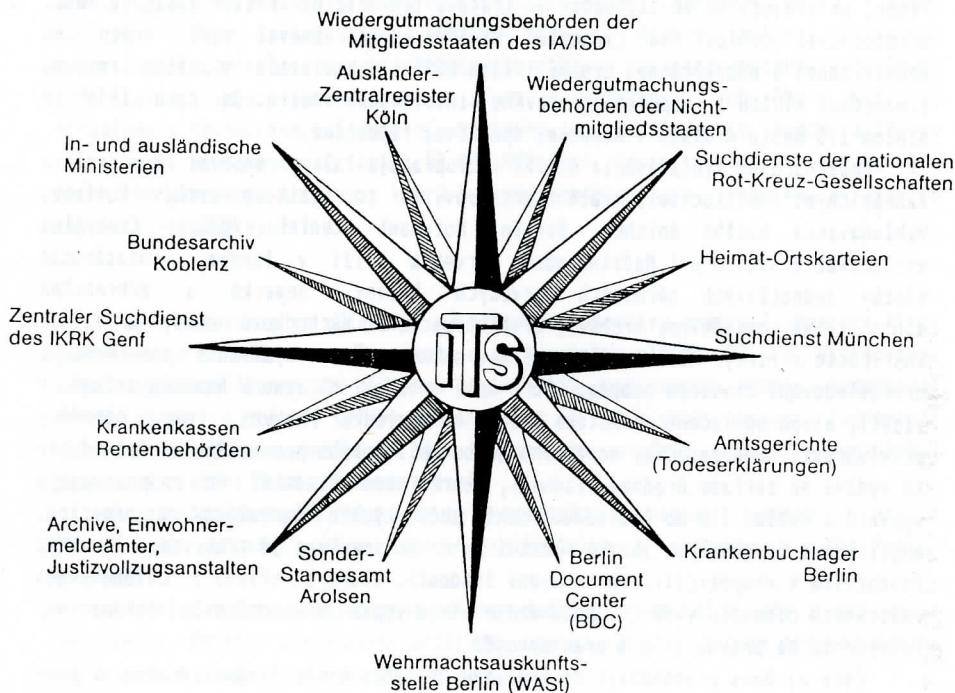 Wiedergutmachungsbehörden der
Mitgliedsstaaten des IA/ISD
Ausländer-
Zentralregister
Köln
Wiedergutmachungs-
behörden der Nicht-
mitgliedsstaaten
In- und ausländische
Ministerien
Suchdienste der nationalen
Rot-Kreuz-Gesellschaften
Bundesarchiv
Koblenz
Heimat-Ortskarteien
Zentraler Suchdienst
des IKRK Genf
ITS
Suchdienst München
Krankenkassen
Rentenbehörden
Amtsgerichte
(Todeserklärungen)
Archive, Einwohner-
meldeämter,
Justizvollzugsanstalten
Sonder-
Standesamt
Arolsen
Berlin
Document
Center
(BDC)
Krankenbuchlager
Berlin
Wehrmachtsauskunfts-
stelle Berlin (WASt)